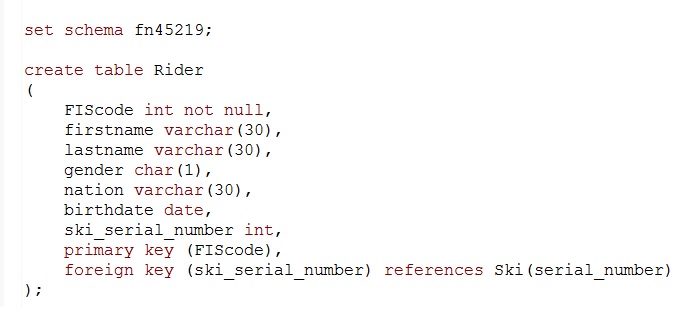 set schema fn45219;
create table Rider
(
FIScode int not null,
firstname varchar(30),
lastname varchar(30),
gender char(1),
nation varchar(30),
birthdate date,
ski_serial_number int,
primary key (FIScode),
foreign key (ski_serial_number) references Ski(serial_number)
);